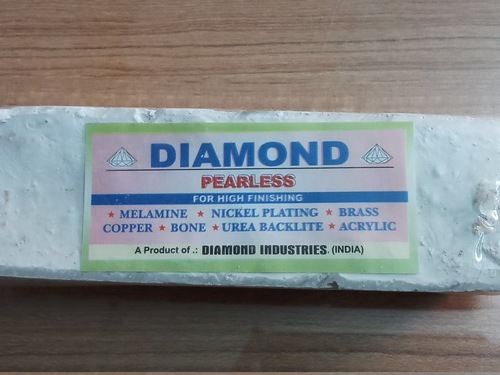 DIAMOND
PEARLESS
FOR HIGH FINISHING
★ MELAMINE ★ NICKEL PLATING ★ BRASS
COPPER ★ BONE ★ UREA BACKLITE ★ ACRYLIC
A Product of .: DIAMOND INDUSTRIES. (INDIA)